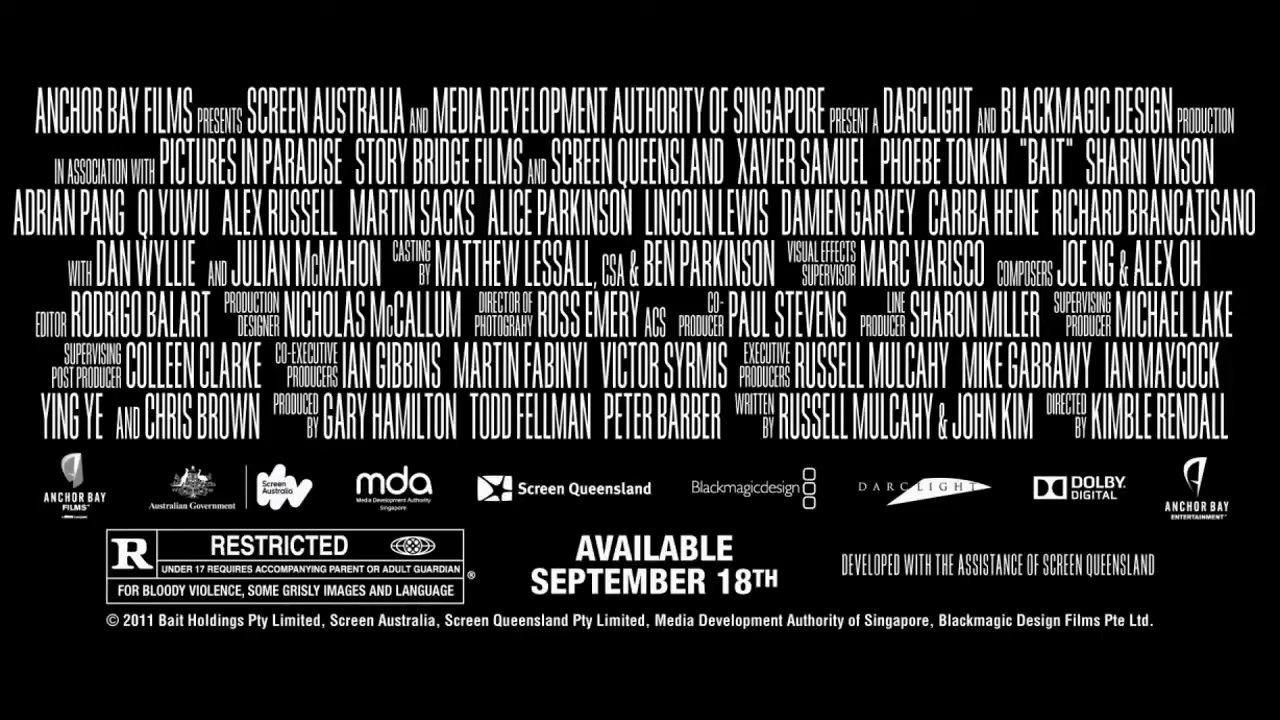 ANCHOR BAY FILMS PRESENTS SCREEN AUSTRALIA AND MEDIA DEVELOPMENT AUTHORITY OF SINGAPORE PRESENT A DARCLIGHT AND BLACKMAGIC DESIGN PRODUCTION
IN ASSOCIATION WITH PICTURES IN PARADISE STORY BRIDGE FILMS AND SCREEN QUEENSLAND XAVIER SAMUEL PHOEBE TONKIN "BAIT" SHARNI VINSON
ADRIAN PANG QI YUWU ALEX RUSSELL MARTIN SACKS ALICE PARKINSON LINCOLN LEWIS DAMIEN GARVEY CARIBA HEINE RICHARD BRANCATISANO
WITH DAN WYLLIE AND JULIAN McMAHON CASTING BY MATTHEW LESSALL, CSA & BEN PARKINSON VISUAL EFFECTS SUPERVISOR MARC VARISCO COMPOSERS JOE NG & ALEX OH
EDITOR RODRIGO BALART PRODUCTION DESIGNER NICHOLAS McCALLUM DIRECTOR OF PHOTOGRAHY ROSS EMERY ACS CO-PRODUCER PAUL STEVENS LINE PRODUCER SHARON MILLER SUPERVISING PRODUCER MICHAEL LAKE
SUPERVISING POST PRODUCER COLLEEN CLARKE CO-EXECUTIVE PRODUCERS IAN GIBBINS MARTIN FABINYI VICTOR SYRMIS EXECUTIVE PRODUCERS RUSSELL MULCAHY MIKE GABRAWY IAN MAYCOCK
YING YE AND CHRIS BROWN PRODUCED BY GARY HAMILTON TODD FELLMAN PETER BARBER WRITTEN BY RUSSELL MULCAHY & JOHN KIM DIRECTED BY KIMBLE RENDALL
ANCHOR BAY
FILMS™
Australian Government
Screen
Australia
mda
Media Development Authority
Singapore
Screen Queensland
Blackmagicdesign
DARCLIGHT
DOLBY
DIGITAL
ANCHOR BAY
ENTERTAINMENT™
R RESTRICTED
UNDER 17 REQUIRES ACCOMPANYING PARENT OR ADULT GUARDIAN
FOR BLOODY VIOLENCE, SOME GRISLY IMAGES AND LANGUAGE
®
AVAILABLE
SEPTEMBER 18TH
DEVELOPED WITH THE ASSISTANCE OF SCREEN QUEENSLAND
© 2011 Bait Holdings Pty Limited, Screen Australia, Screen Queensland Pty Limited, Media Development Authority of Singapore, Blackmagic Design Films Pte Ltd.